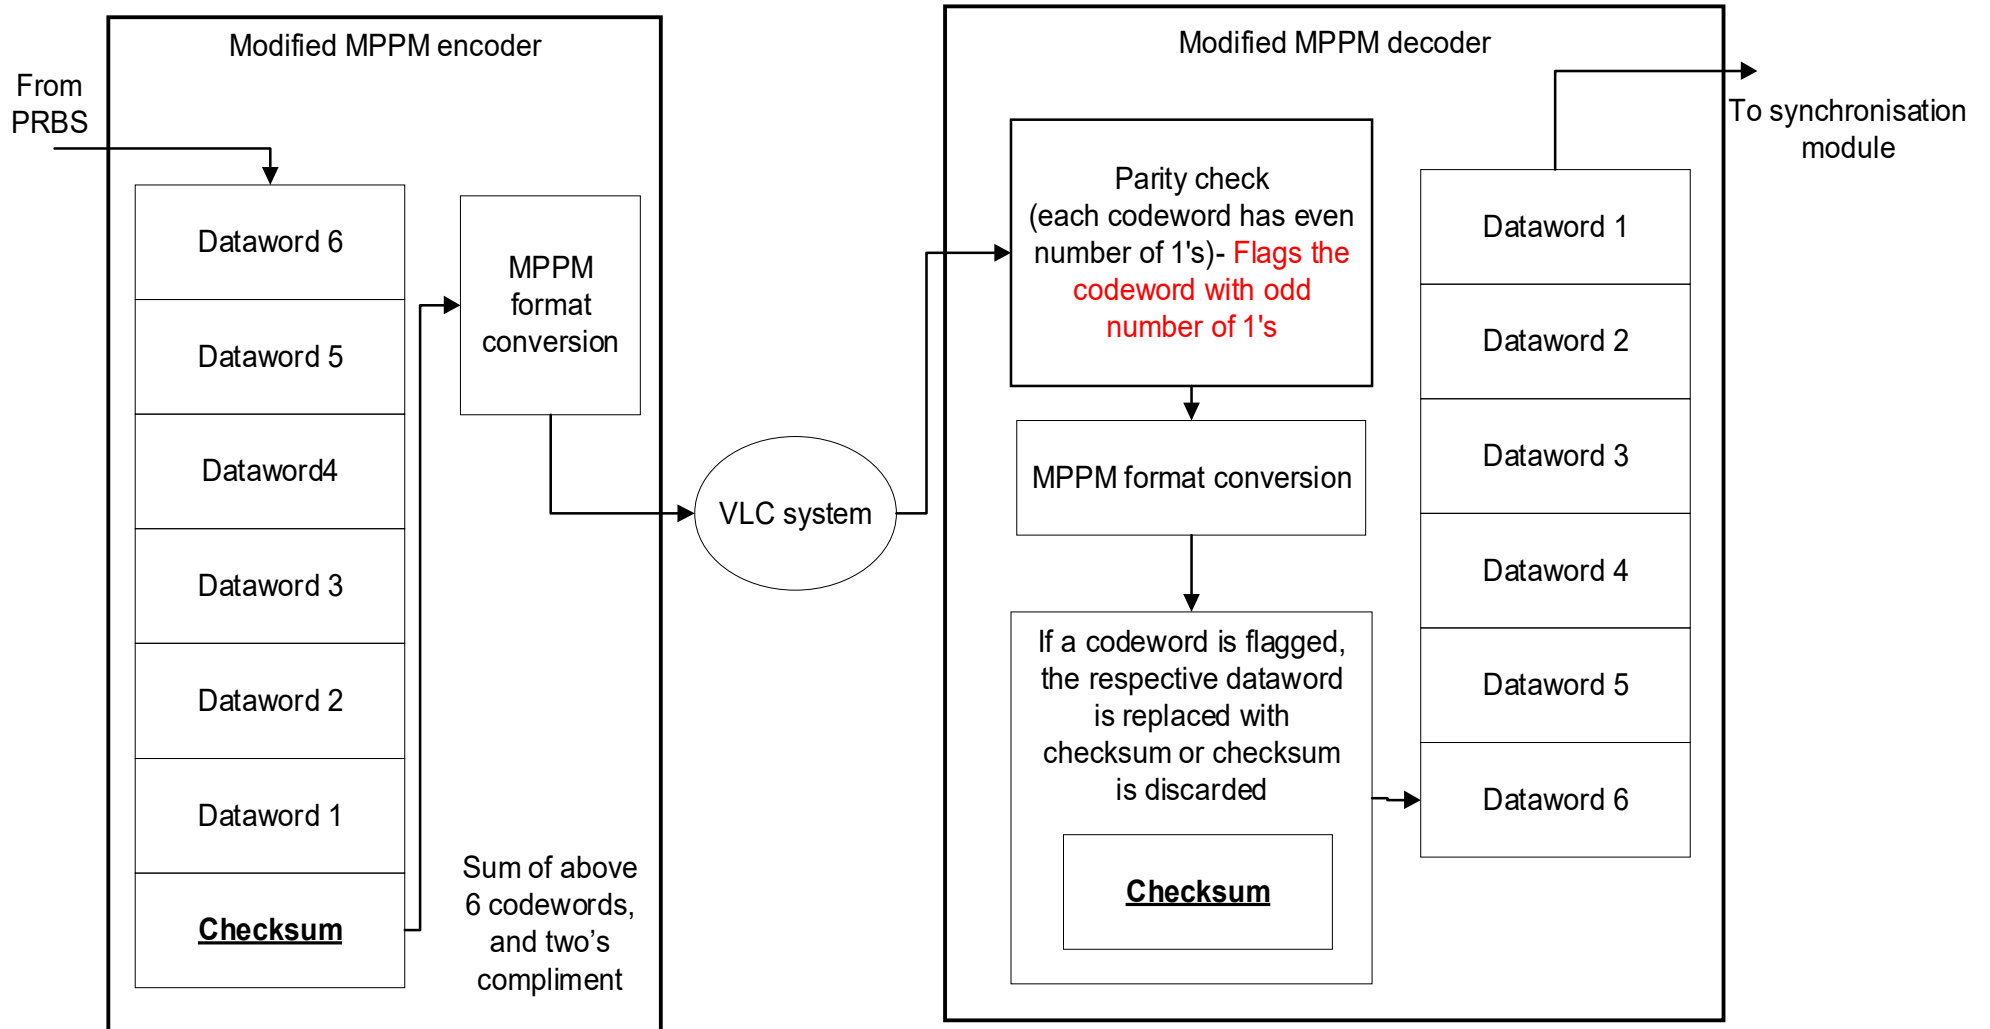 Modified MPPM encoder
From
PRBS
Dataword 6
Dataword 5
Dataword4
Dataword 3
Dataword 2
Dataword 1
Checksum
MPPM
format
conversion
Sum of above
6 codewords,
and two's
compliment
VLC system
Modified MPPM decoder
Parity check
(each codeword has even
number of 1's)- Flags the
codeword with odd
number of 1's
MPPM format conversion
If a codeword is flagged,
the respective dataword
is replaced with
checksum or checksum
is discarded
Checksum
Dataword 1
Dataword 2
Dataword 3
Dataword 4
Dataword 5
Dataword 6
To synchronisation
module